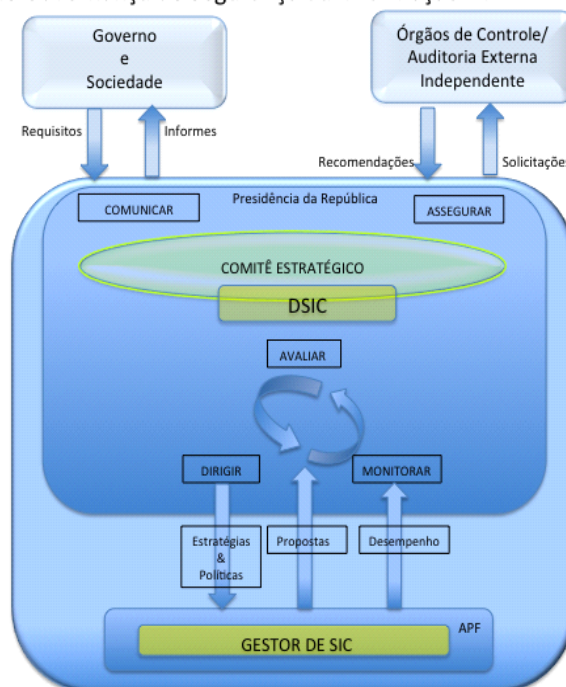 Governo
e
Sociedade
Órgãos de Controle/
Auditoria Externa
Independente
Requisitos
Informes
Recomendações
Solicitações
COMUNICAR
Presidência da República
ASSEGURAR
COMITÊ ESTRATÉGICO
DSIC
AVALIAR
DIRIGIR
MONITORAR
Estratégias
&
Políticas
Propostas
Desempenho
APF
GESTOR DE SIC